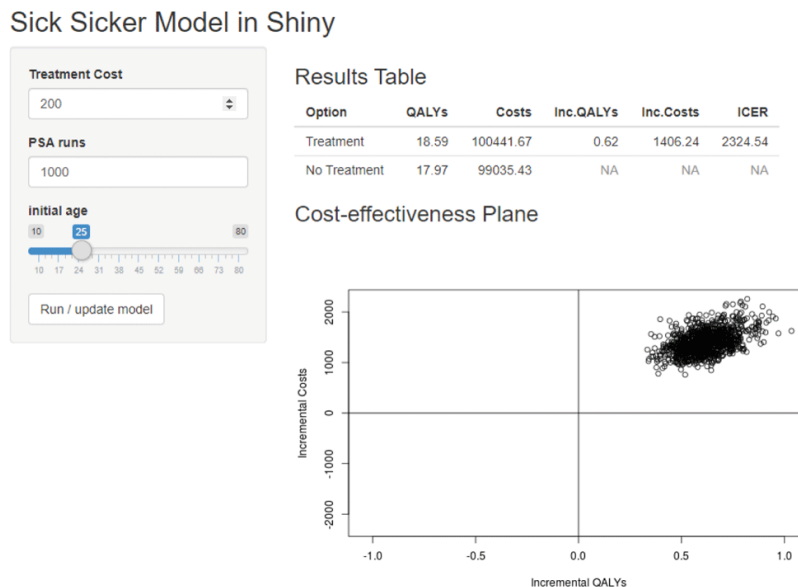 Sick Sicker Model in Shiny
Treatment Cost
200
PSA runs
1000
initial age
10 25 80
10 17 24 31 38 45 52 59 66 73 80
Run / update model
Results Table
Option QALYs Costs Inc.QALYs Inc.Costs ICER
Treatment 18.59 100441.67 0.62 1406.24 2324.54
No Treatment 17.97 99035.43 NA NA NA
Cost-effectiveness Plane
Incremental Costs
2000
1000
0
-1000
-2000
-1.0 -0.5 0.0 0.5 1.0
Incremental QALYs